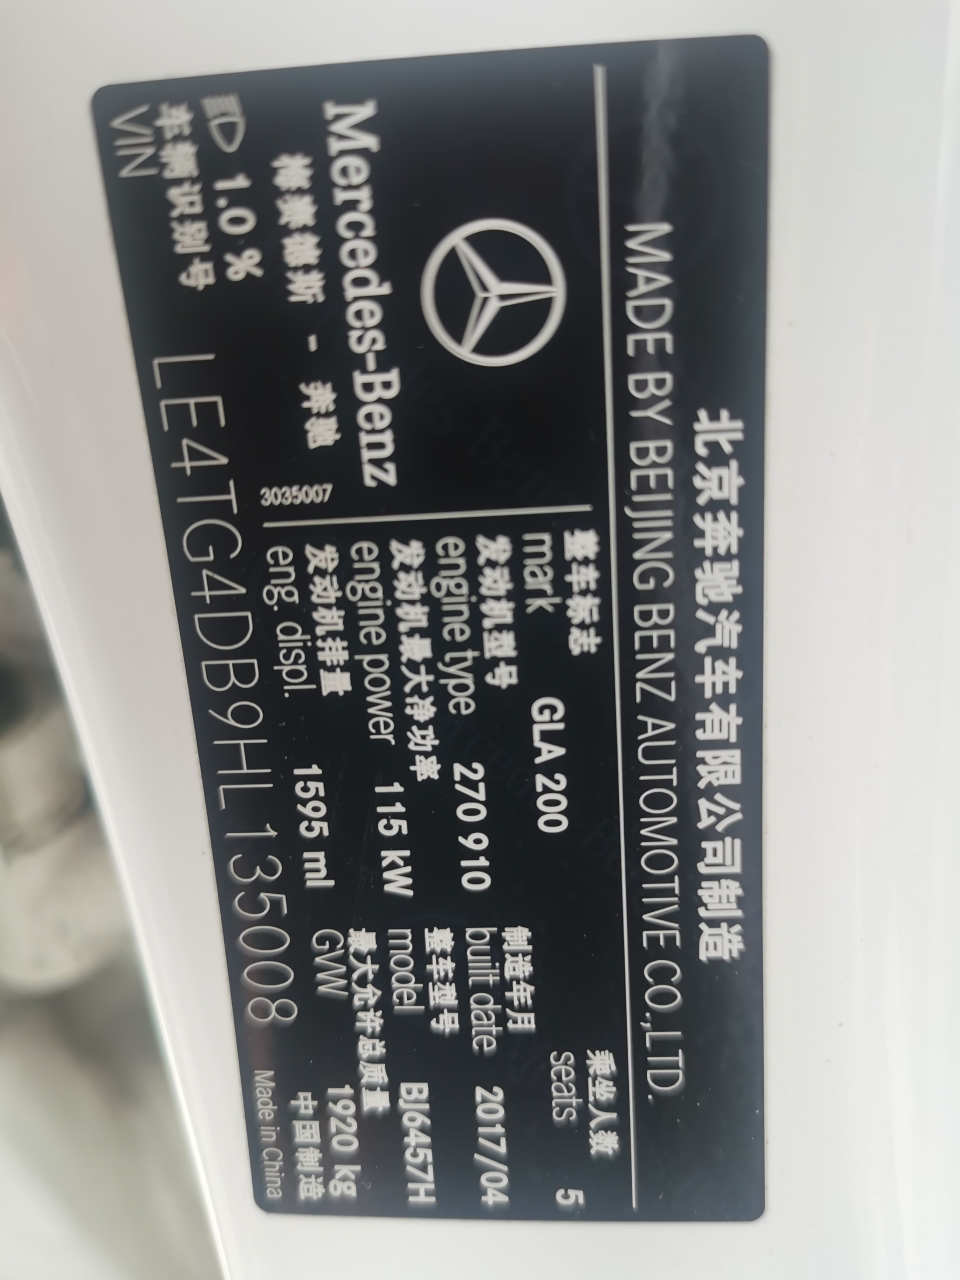 北京奔驰汽车有限公司制造
MADE BY BEIJING BENZ AUTOMOTIVE CO.,LTD.
Mercedes-Benz
梅赛德斯 - 奔驰
3035007
整车标志
mark GLA 200
乘坐人数
seats 5
发动机型号
engine type 270 910
制造年月
built date 2017/04
发动机最大净功率
engine power 115 kW
整车型号
model BJ6457H
发动机排量
eng. displ. 1595 ml
最大允许总质量
GVW 1920 kg
1.0 %
车辆识别号
VIN LE4TG4DB9HL135008
中国制造
Made in China